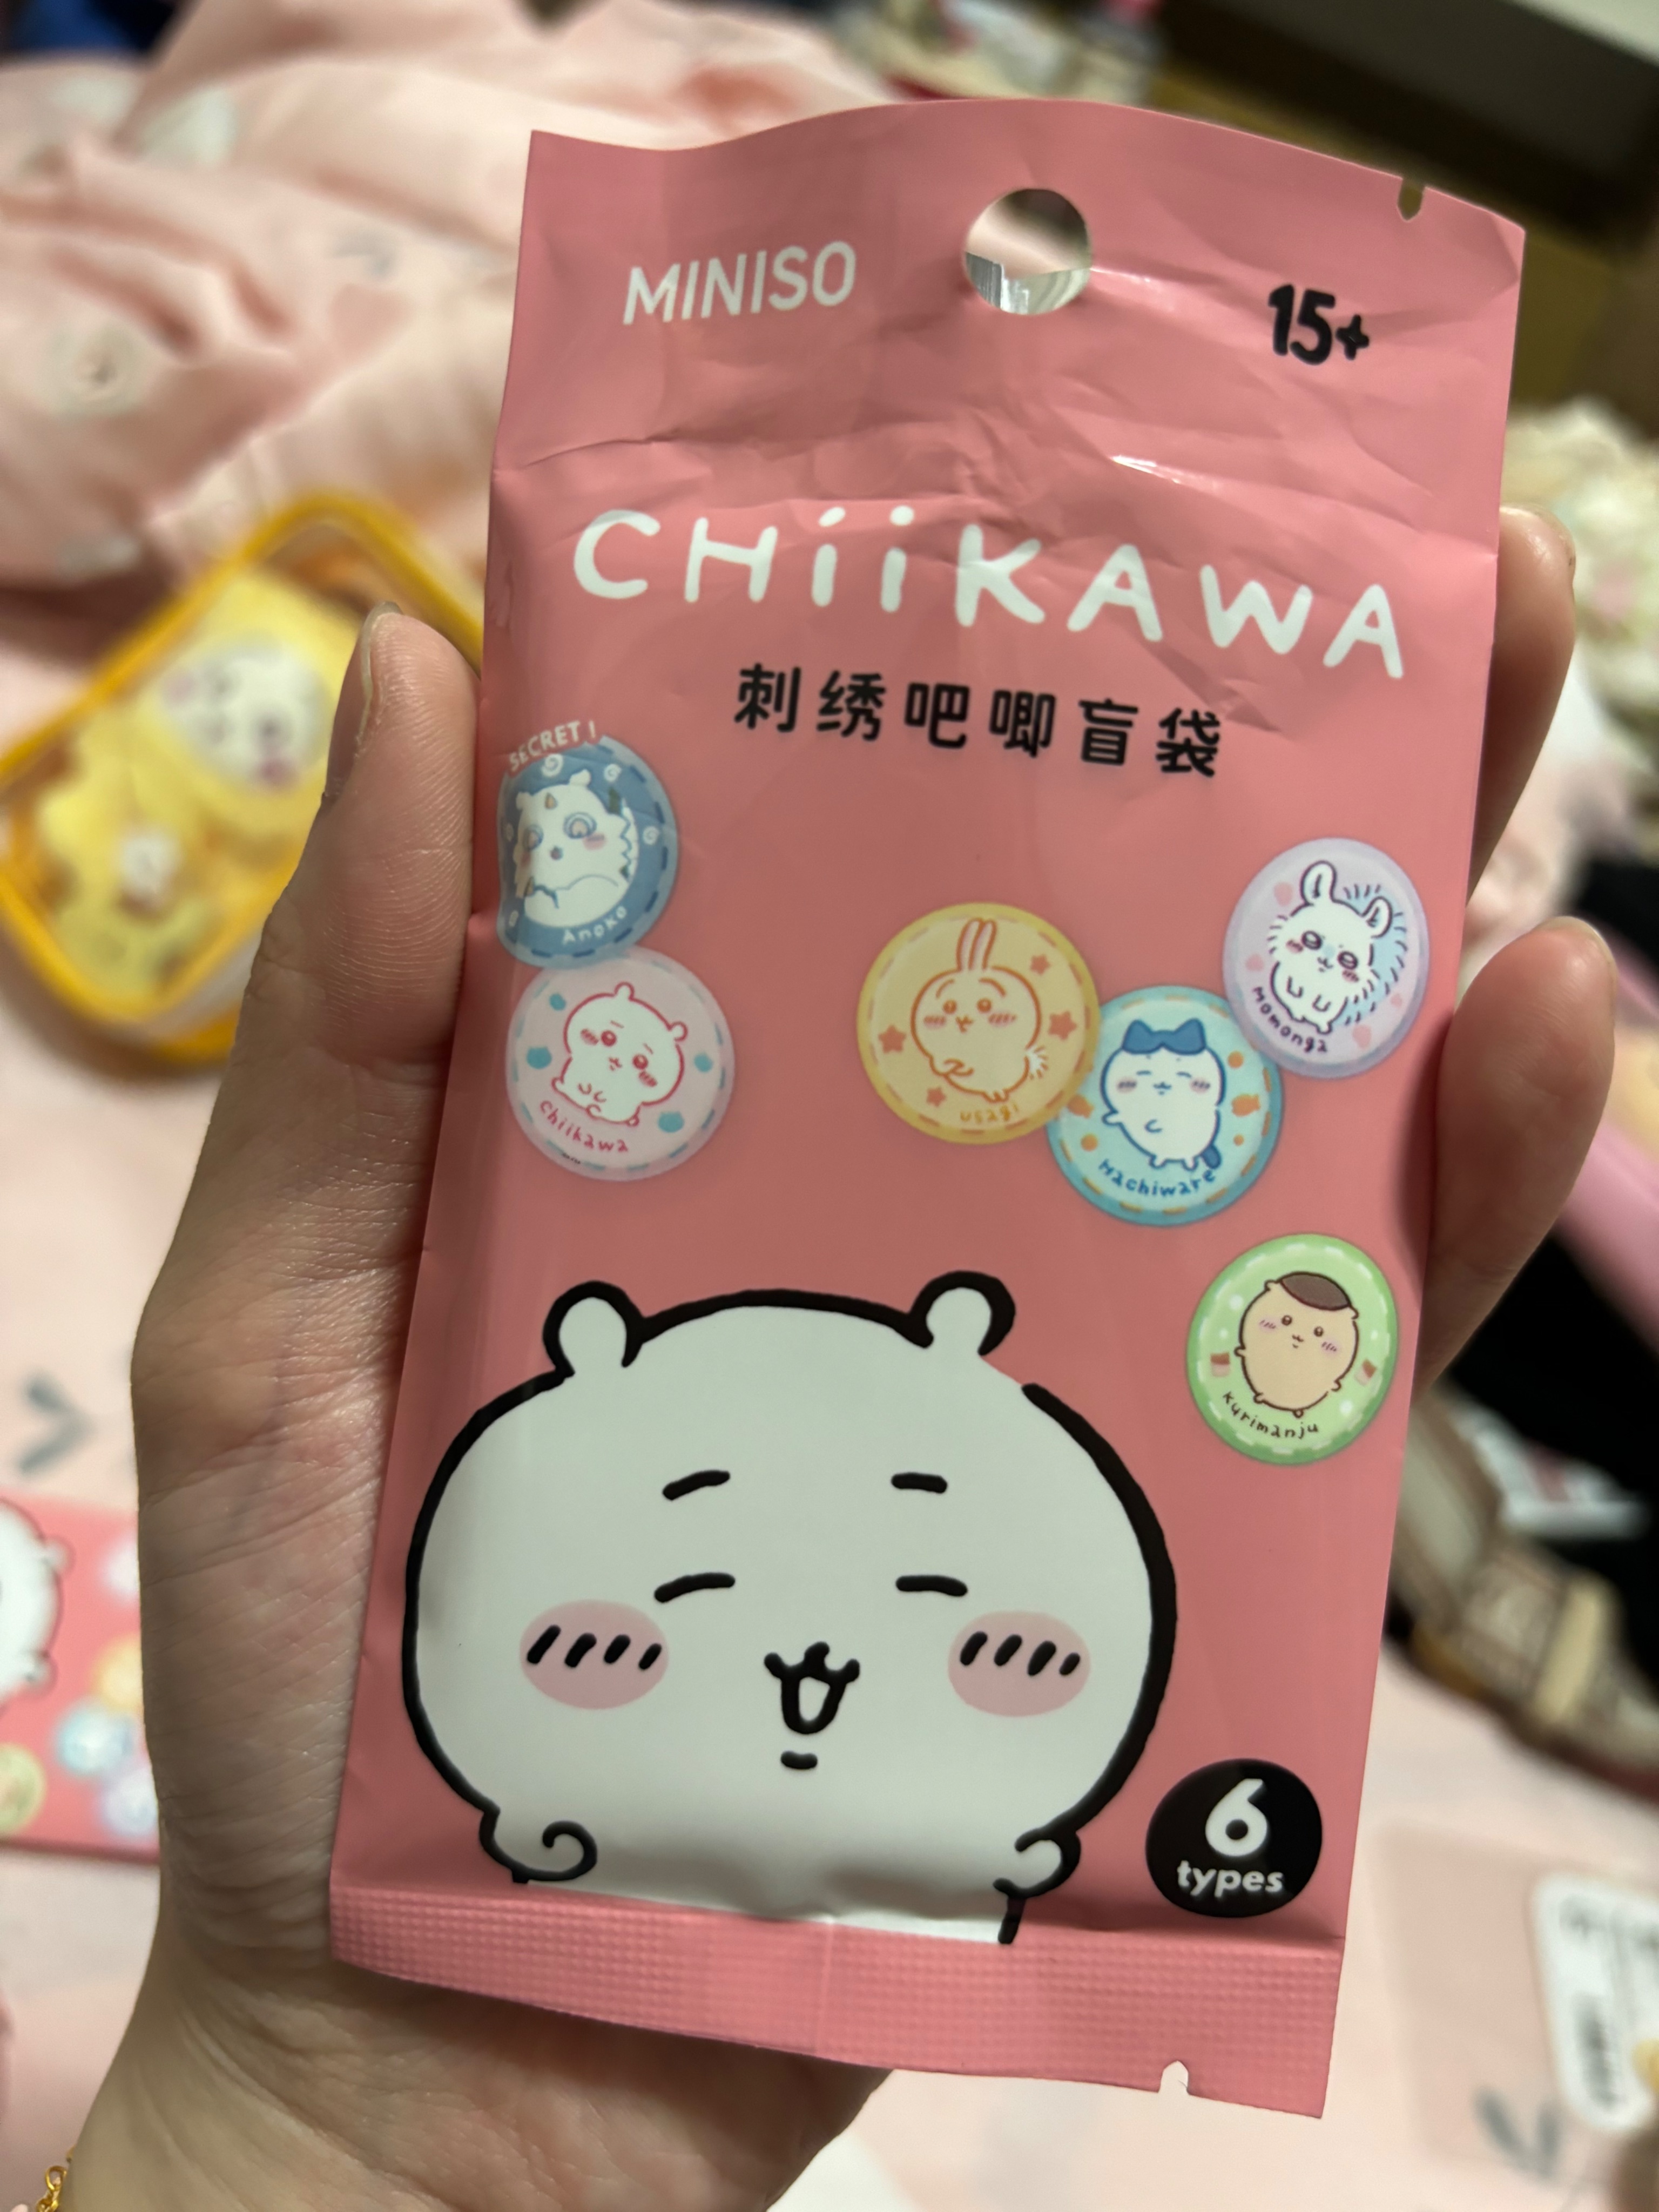 MINISO
15+
CHiiKAWA
刺绣吧唧盲袋
SECRET!
Anoko
Chiikawa
usagi
Hachiware
Momonga
Kurimanju
6
types